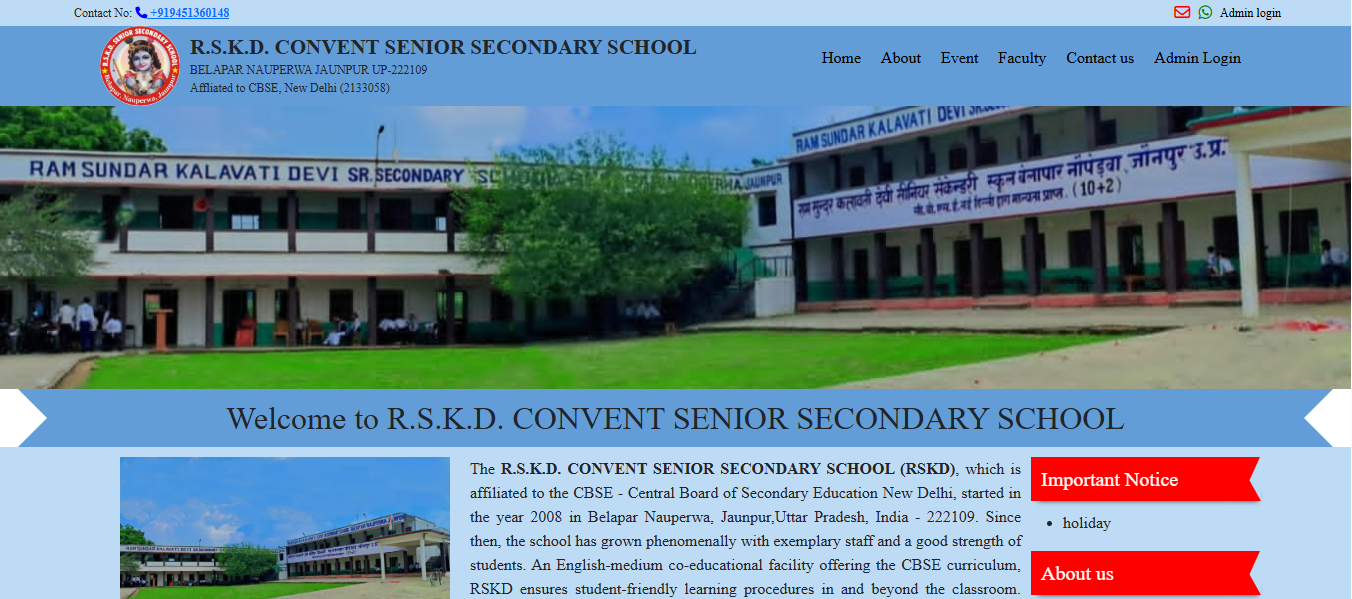 Contact No: +919451360148
Admin login
R.S.K.D. SENIOR SECONDARY SCHOOL
Belapar, Nauperwa, Jaunpur
R.S.K.D. CONVENT SENIOR SECONDARY SCHOOL
BELAPAR NAUPERWA JAUNPUR UP-222109
Affliated to CBSE, New Delhi (2133058)
Home About Event Faculty Contact us Admin Login
RAM SUNDAR KALAVATI DEVI SR.SECONDARY SCHOOL
JAUNPUR
RAM SUNDAR KALAVATI DEVI
राम सुन्दर कलावती देवी सीनियर सेकेन्डरी स्कूल बेनापार नौपेड़वा, जौनपुर उ.प्र.
(10+2)
Welcome to R.S.K.D. CONVENT SENIOR SECONDARY SCHOOL
The R.S.K.D. CONVENT SENIOR SECONDARY SCHOOL (RSKD), which is
affiliated to the CBSE - Central Board of Secondary Education New Delhi, started in
the year 2008 in Belapar Nauperwa, Jaunpur,Uttar Pradesh, India - 222109. Since
then, the school has grown phenomenally with exemplary staff and a good strength of
students. An English-medium co-educational facility offering the CBSE curriculum,
RSKD ensures student-friendly learning procedures in and beyond the classroom.
Important Notice
holiday
About us